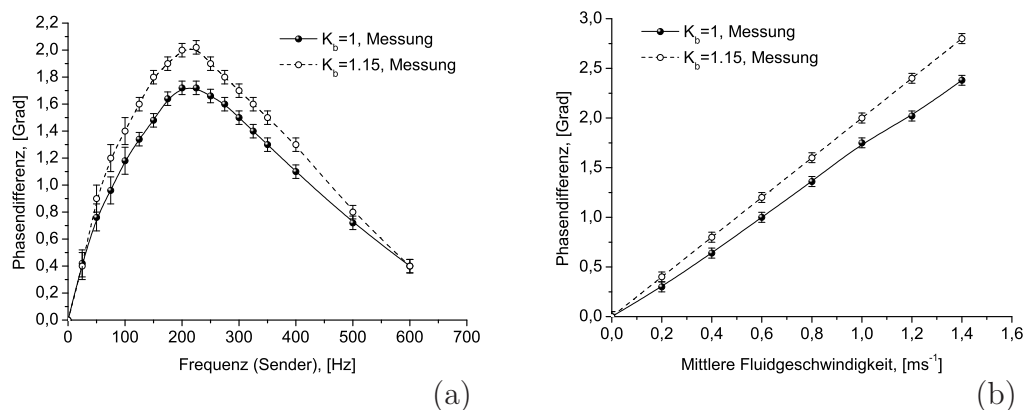 2,2
2,0
1,8
1,6
1,4
1,2
1,0
0,8
0,6
0,4
0,2
0,0
Phasendifferenz, [Grad]
K_b=1, Messung
K_b=1.15, Messung
0 100 200 300 400 500 600 700
Frequenz (Sender), [Hz]
(a)
3,0
2,5
2,0
1,5
1,0
0,5
0,0
Phasendifferenz, [Grad]
K_b=1, Messung
K_b=1.15, Messung
0,0 0,2 0,4 0,6 0,8 1,0 1,2 1,4 1,6
Mittlere Fluidgeschwindigkeit, [ms⁻¹]
(b)